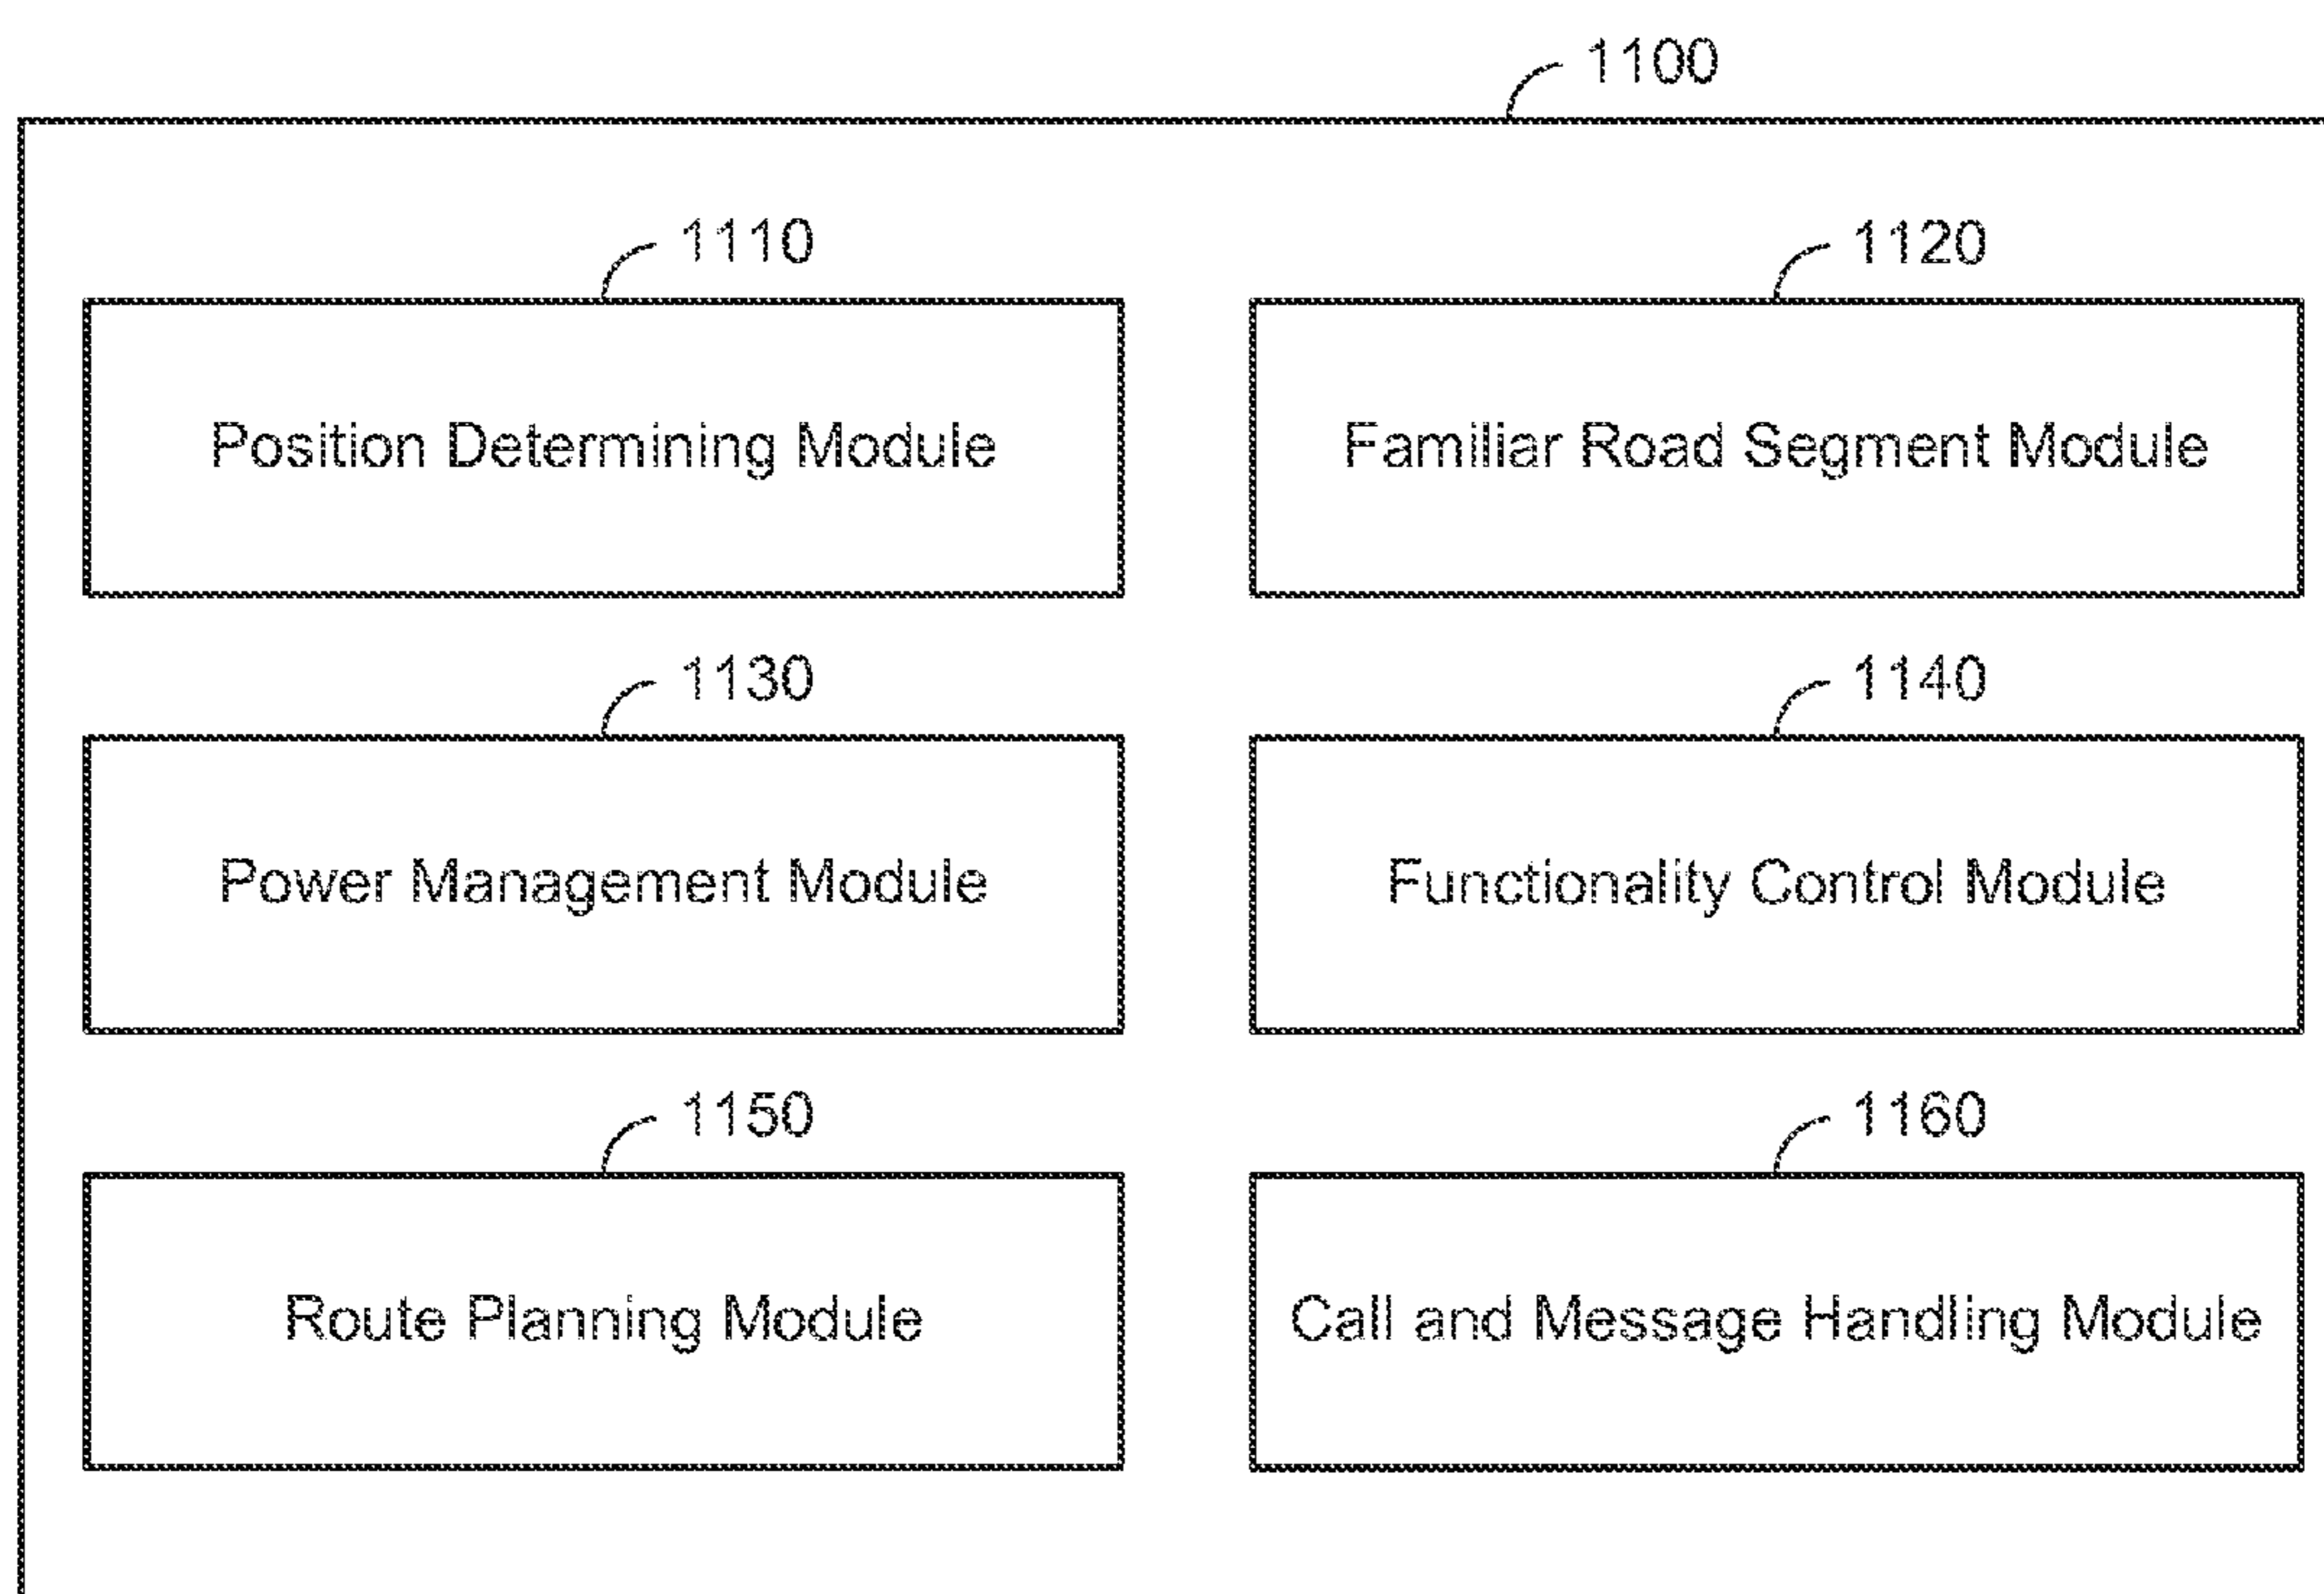 1100
1110
1120
Position Determining Module
Familiar Road Segment Module
1130
1140
Power Management Module
Functionality Control Module
1150
1160
Route Planning Module
Call and Message Handling Module